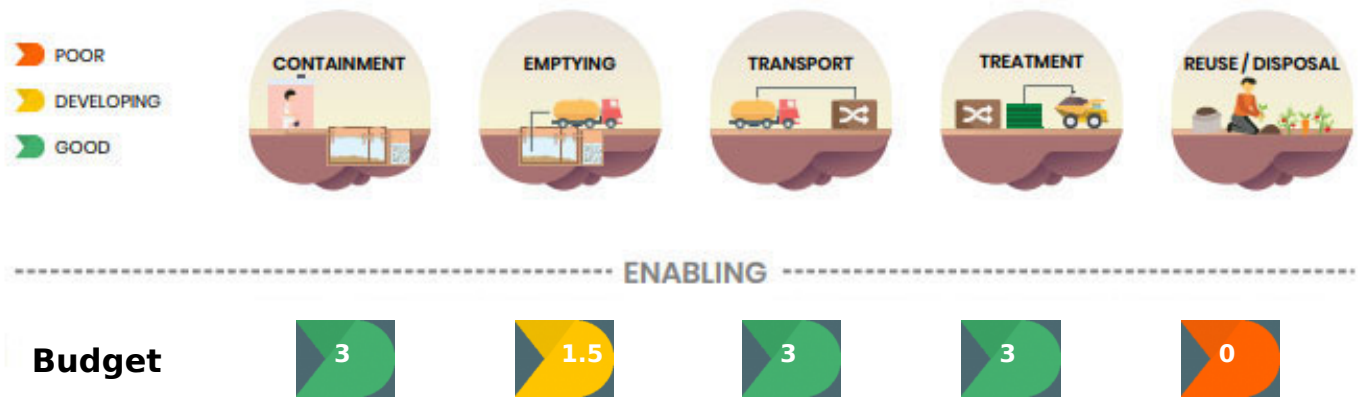 POOR
DEVELOPING
GOOD
CONTAINMENT
EMPTYING
TRANSPORT
TREATMENT
REUSE / DISPOSAL
ENABLING
Budget
3
1.5
3
3
0